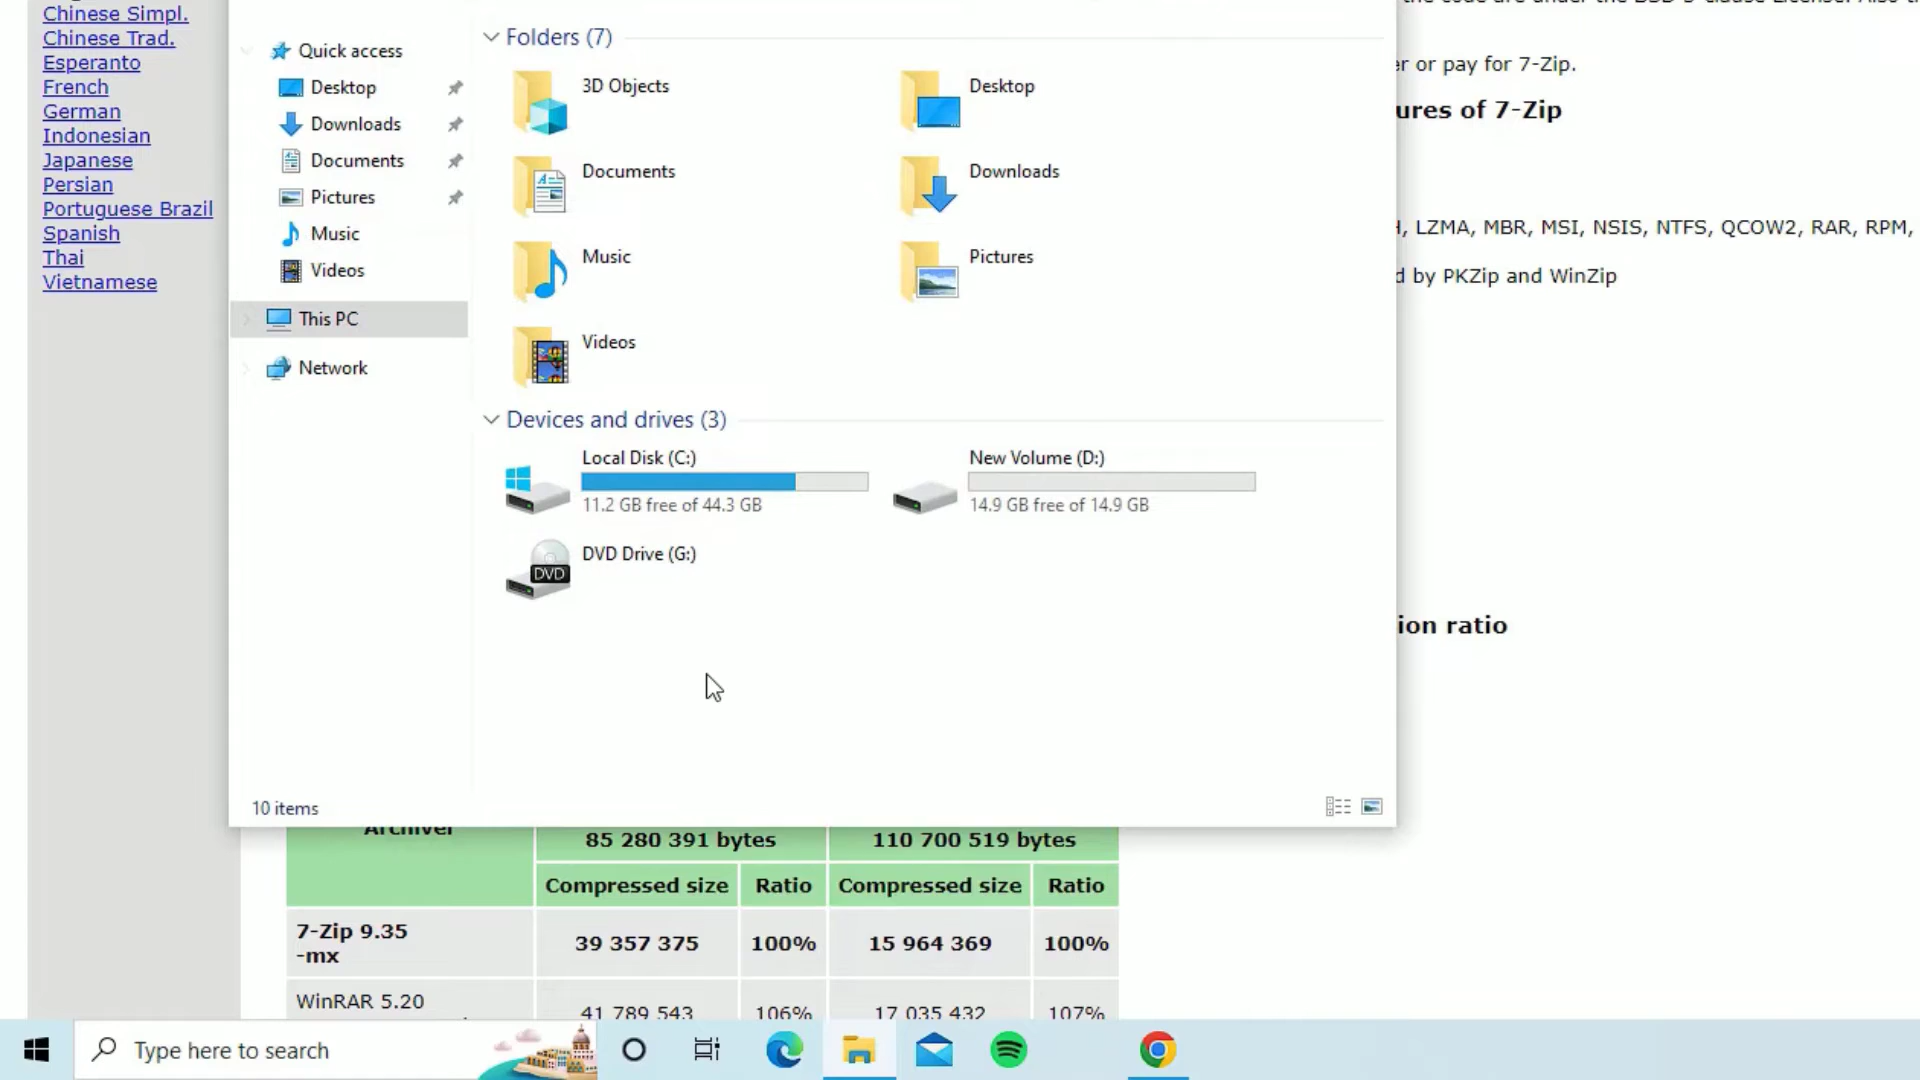 Chinese Simpl.
Chinese Trad.
Esperanto
French
German
Indonesian
Japanese
Persian
Portuguese Brazil
Spanish
Thai
Vietnamese
Quick access
Desktop
Downloads
Documents
Pictures
Music
Videos
This PC
Network
Folders (7)
3D Objects
Desktop
Documents
Downloads
Music
Pictures
Videos
Devices and drives (3)
Local Disk (C:)
11.2 GB free of 44.3 GB
New Volume (D:)
14.9 GB free of 14.9 GB
DVD Drive (G:)
DVD
10 items
or pay for 7-Zip.
of 7-Zip
LZMA, MBR, MSI, NSIS, NTFS, QCOW2, RAR, RPM,
by PKZip and WinZip
ratio
Archiver
85 280 391 bytes
110 700 519 bytes
Compressed size
Ratio
Compressed size
Ratio
7-Zip 9.35
-mx
39 357 375
100%
15 964 369
100%
WinRAR 5.20
41 789 543
106%
17 035 432
107%
Type here to search